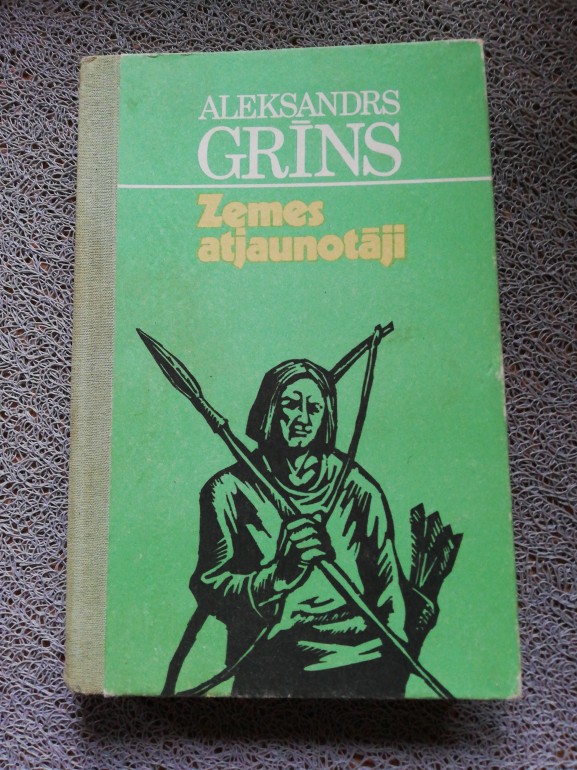 ALEKSANDRS
GRĪNS
Zemes
atjaunotāji